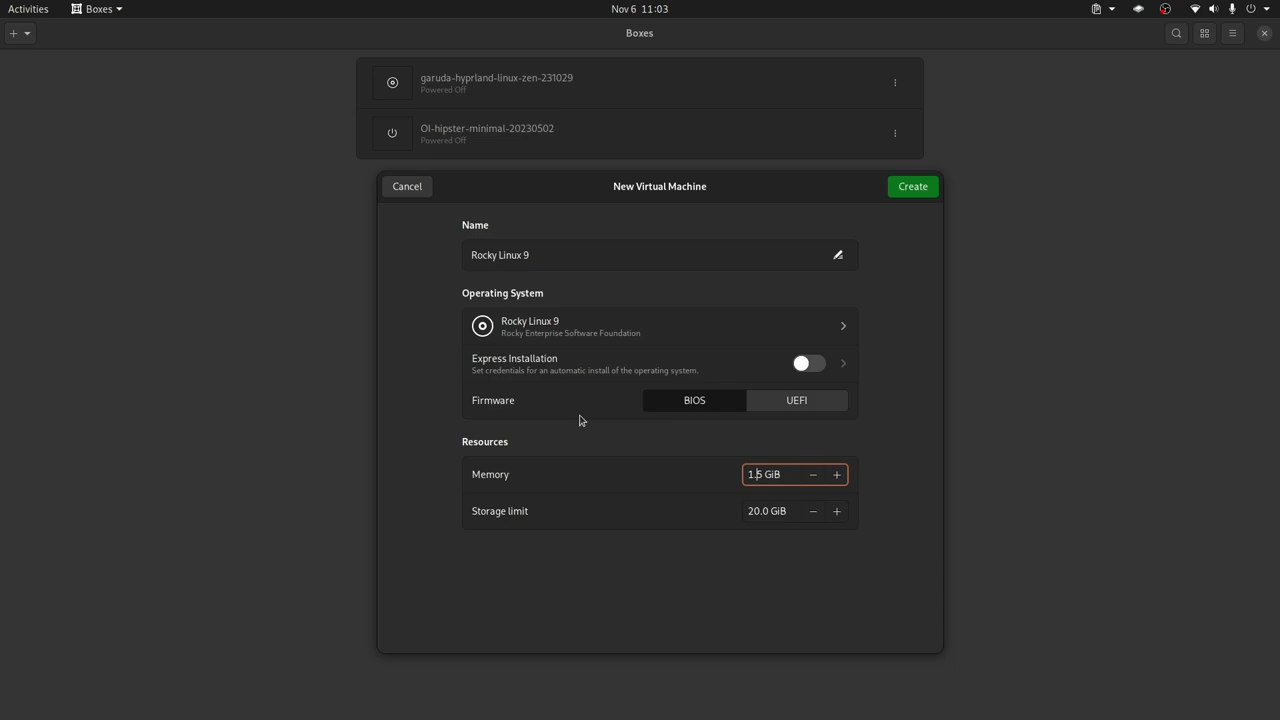 Activities
Boxes
Nov 6 11:03
Boxes
garuda-hyprland-linux-zen-231029
Powered Off
OI-hipster-minimal-20230502
Powered Off
Cancel
New Virtual Machine
Create
Name
Rocky Linux 9
Operating System
Rocky Linux 9
Rocky Enterprise Software Foundation
Express Installation
Set credentials for an automatic install of the operating system.
Firmware
BIOS
UEFI
Resources
Memory
1.5 GiB
Storage limit
20.0 GiB